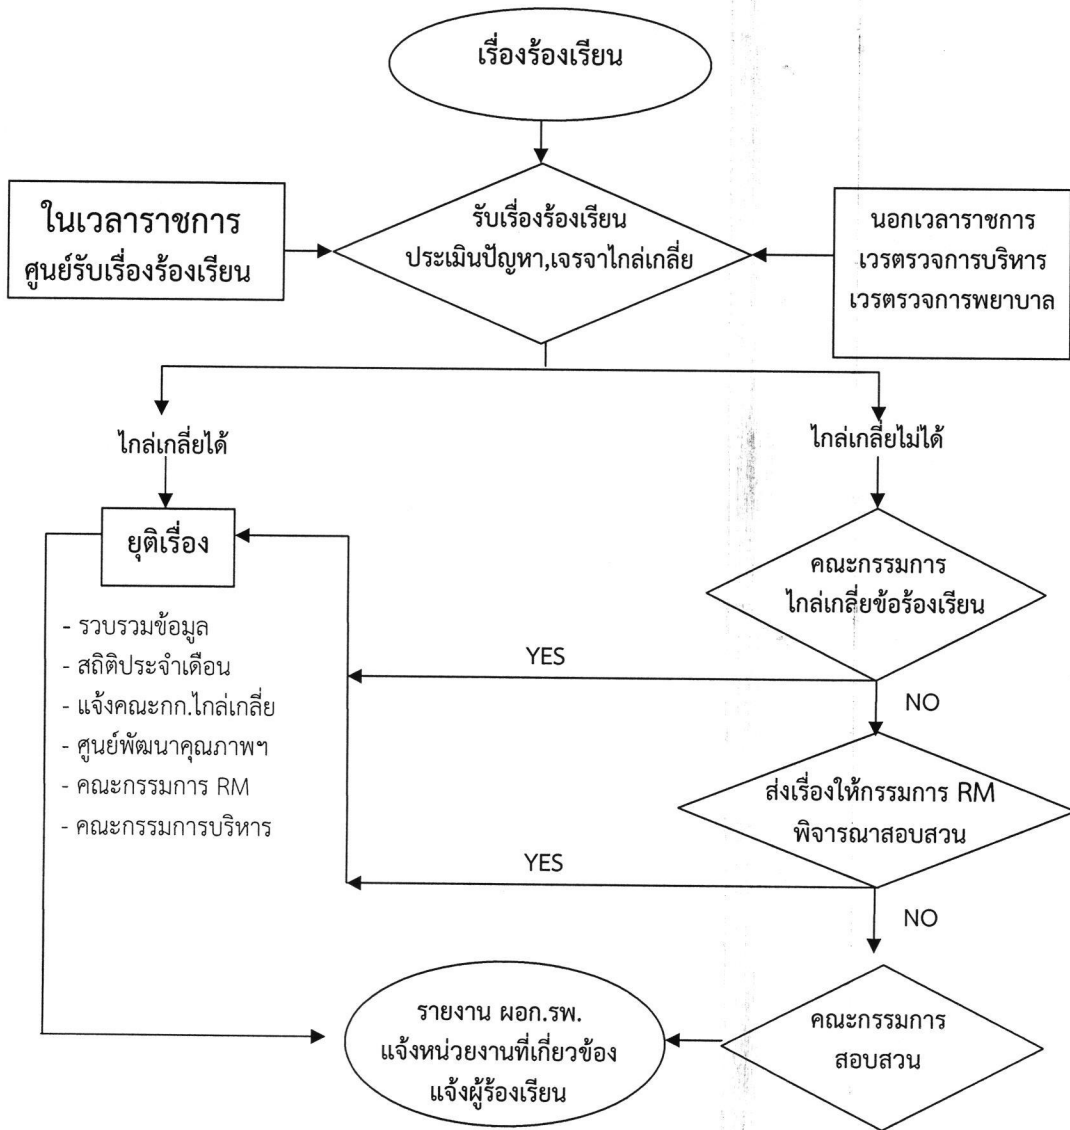 เรื่องร้องเรียน
ในเวลาราชการ
ศูนย์รับเรื่องร้องเรียน
รับเรื่องร้องเรียน
ประเมินปัญหา,เจรจาไกล่เกลี่ย
นอกเวลาราชการ
เวรตรวจการบริหาร
เวรตรวจการพยาบาล
ไกล่เกลี่ยได้
ไกล่เกลี่ยไม่ได้
ยุติเรื่อง
คณะกรรมการ
ไกล่เกลี่ยข้อร้องเรียน
- รวบรวมข้อมูล
- สถิติประจำเดือน
- แจ้งคณะกก.ไกล่เกลี่ย
- ศูนย์พัฒนาคุณภาพฯ
- คณะกรรมการ RM
- คณะกรรมการบริหาร
YES
NO
ส่งเรื่องให้กรรมการ RM
พิจารณาสอบสวน
YES
NO
รายงาน ผอก.รพ.
แจ้งหน่วยงานที่เกี่ยวข้อง
แจ้งผู้ร้องเรียน
คณะกรรมการ
สอบสวน